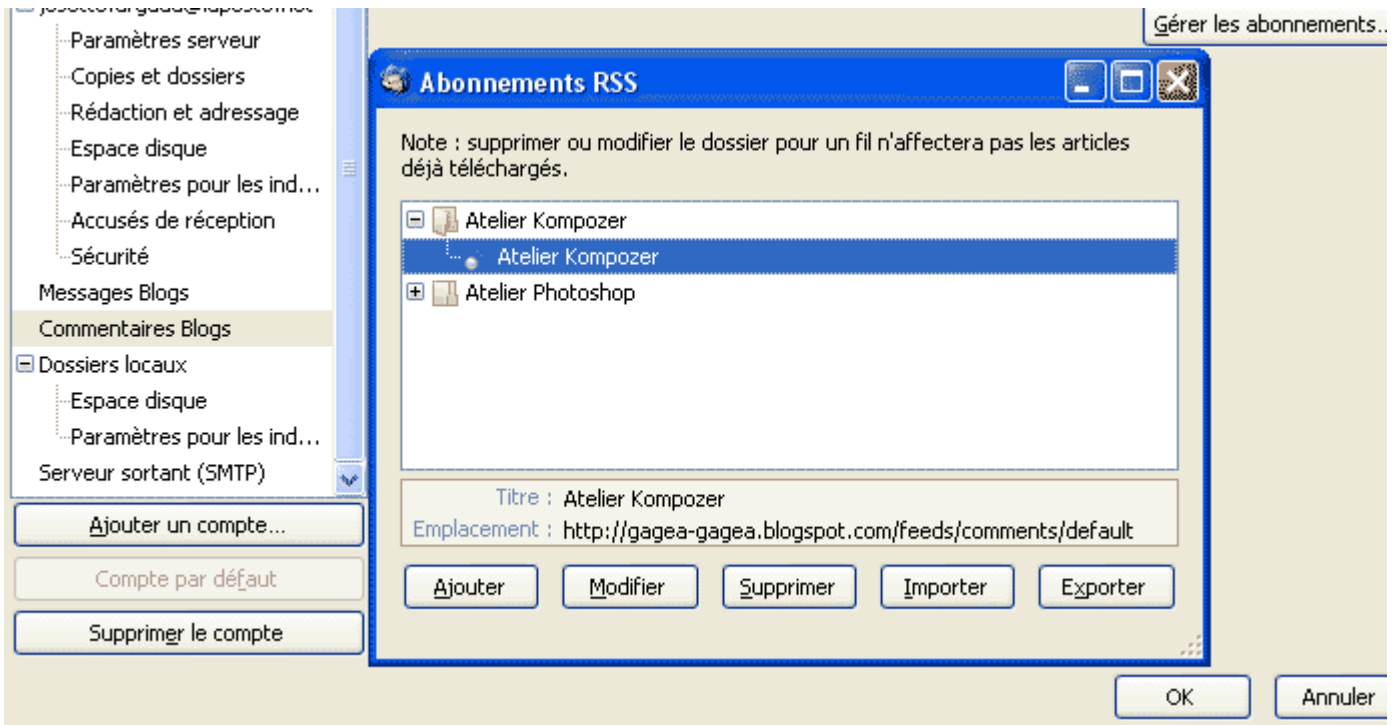 Gérer les abonnements..
Paramètres serveur
Copies et dossiers
Rédaction et adressage
Espace disque
Paramètres pour les ind...
Accusés de réception
Sécurité
Messages Blogs
Commentaires Blogs
Dossiers locaux
Espace disque
Paramètres pour les ind...
Serveur sortant (SMTP)
Ajouter un compte...
Compte par défaut
Supprimer le compte
Abonnements RSS
Note : supprimer ou modifier le dossier pour un fil n'affectera pas les articles
déjà téléchargés.
Atelier Kompozer
Atelier Kompozer
Atelier Photoshop
Titre : Atelier Kompozer
Emplacement : http://gagea-gagea.blogspot.com/feeds/comments/default
Ajouter Modifier Supprimer Importer Exporter
OK Annuler